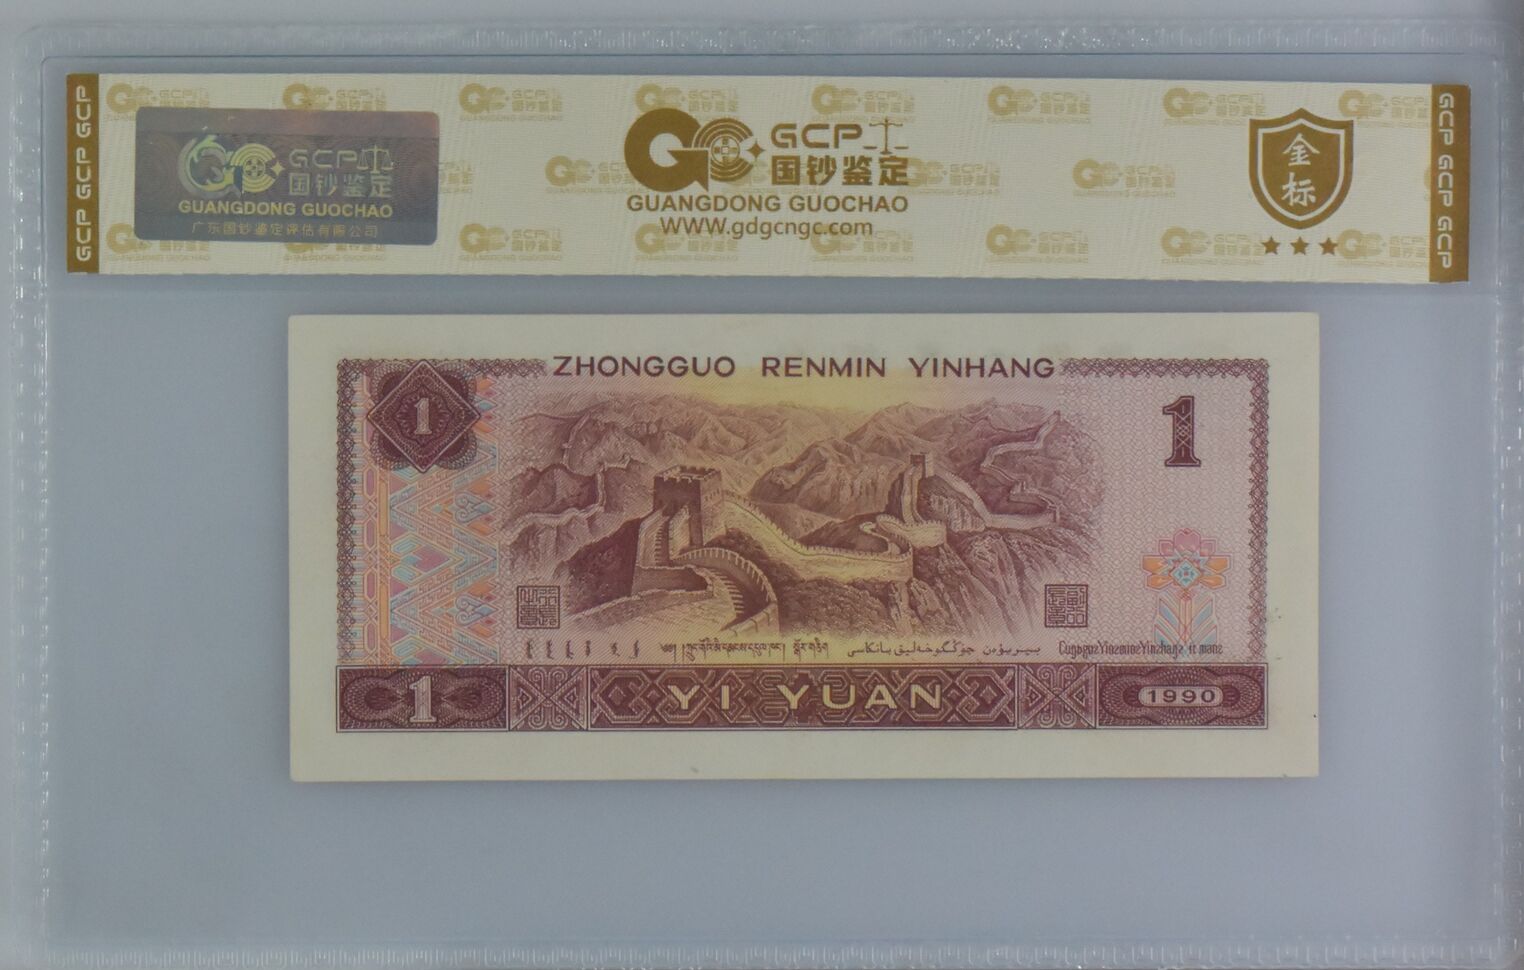 GCP GCP GCP
GCP
国钞鉴定
GUANGDONG GUOCHAO
广东国钞鉴定评估有限公司
GCP
国钞鉴定
GUANGDONG GUOCHAO
WWW.gdgcngc.com
金标
GCP GCP GCP
ZHONGGUO RENMIN YINHANG
1
1
1
YI YUAN
1990